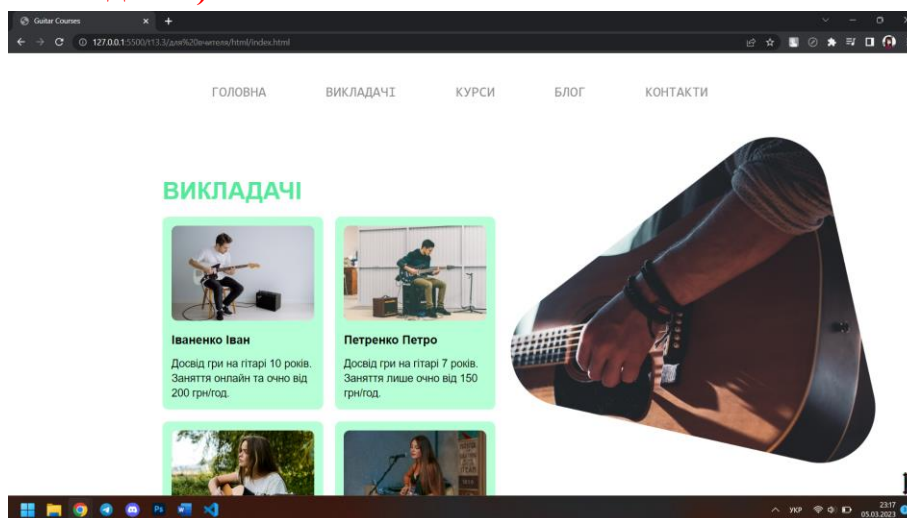 Guitar Courses
127.0.0.1:5500/t13.3/для%20вчителя/html/index.html
ГОЛОВНА ВИКЛАДАЧІ КУРСИ БЛОГ КОНТАКТИ
ВИКЛАДАЧІ
Іваненко Іван
Досвід гри на гітарі 10 років.
Заняття онлайн та очно від
200 грн/год.
Петренко Петро
Досвід гри на гітарі 7 років.
Заняття лише очно від 150
грн/год.
УКР
23:17
05.03.2023